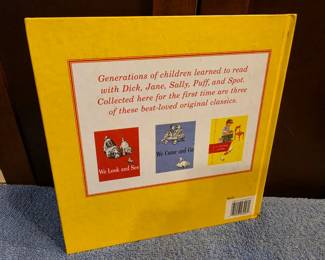 Generations of children learned to read
with Dick, Jane, Sally, Puff, and Spot.
Collected here for the first time are three
of these best-loved original classics.
We Look and See
We Come and Go